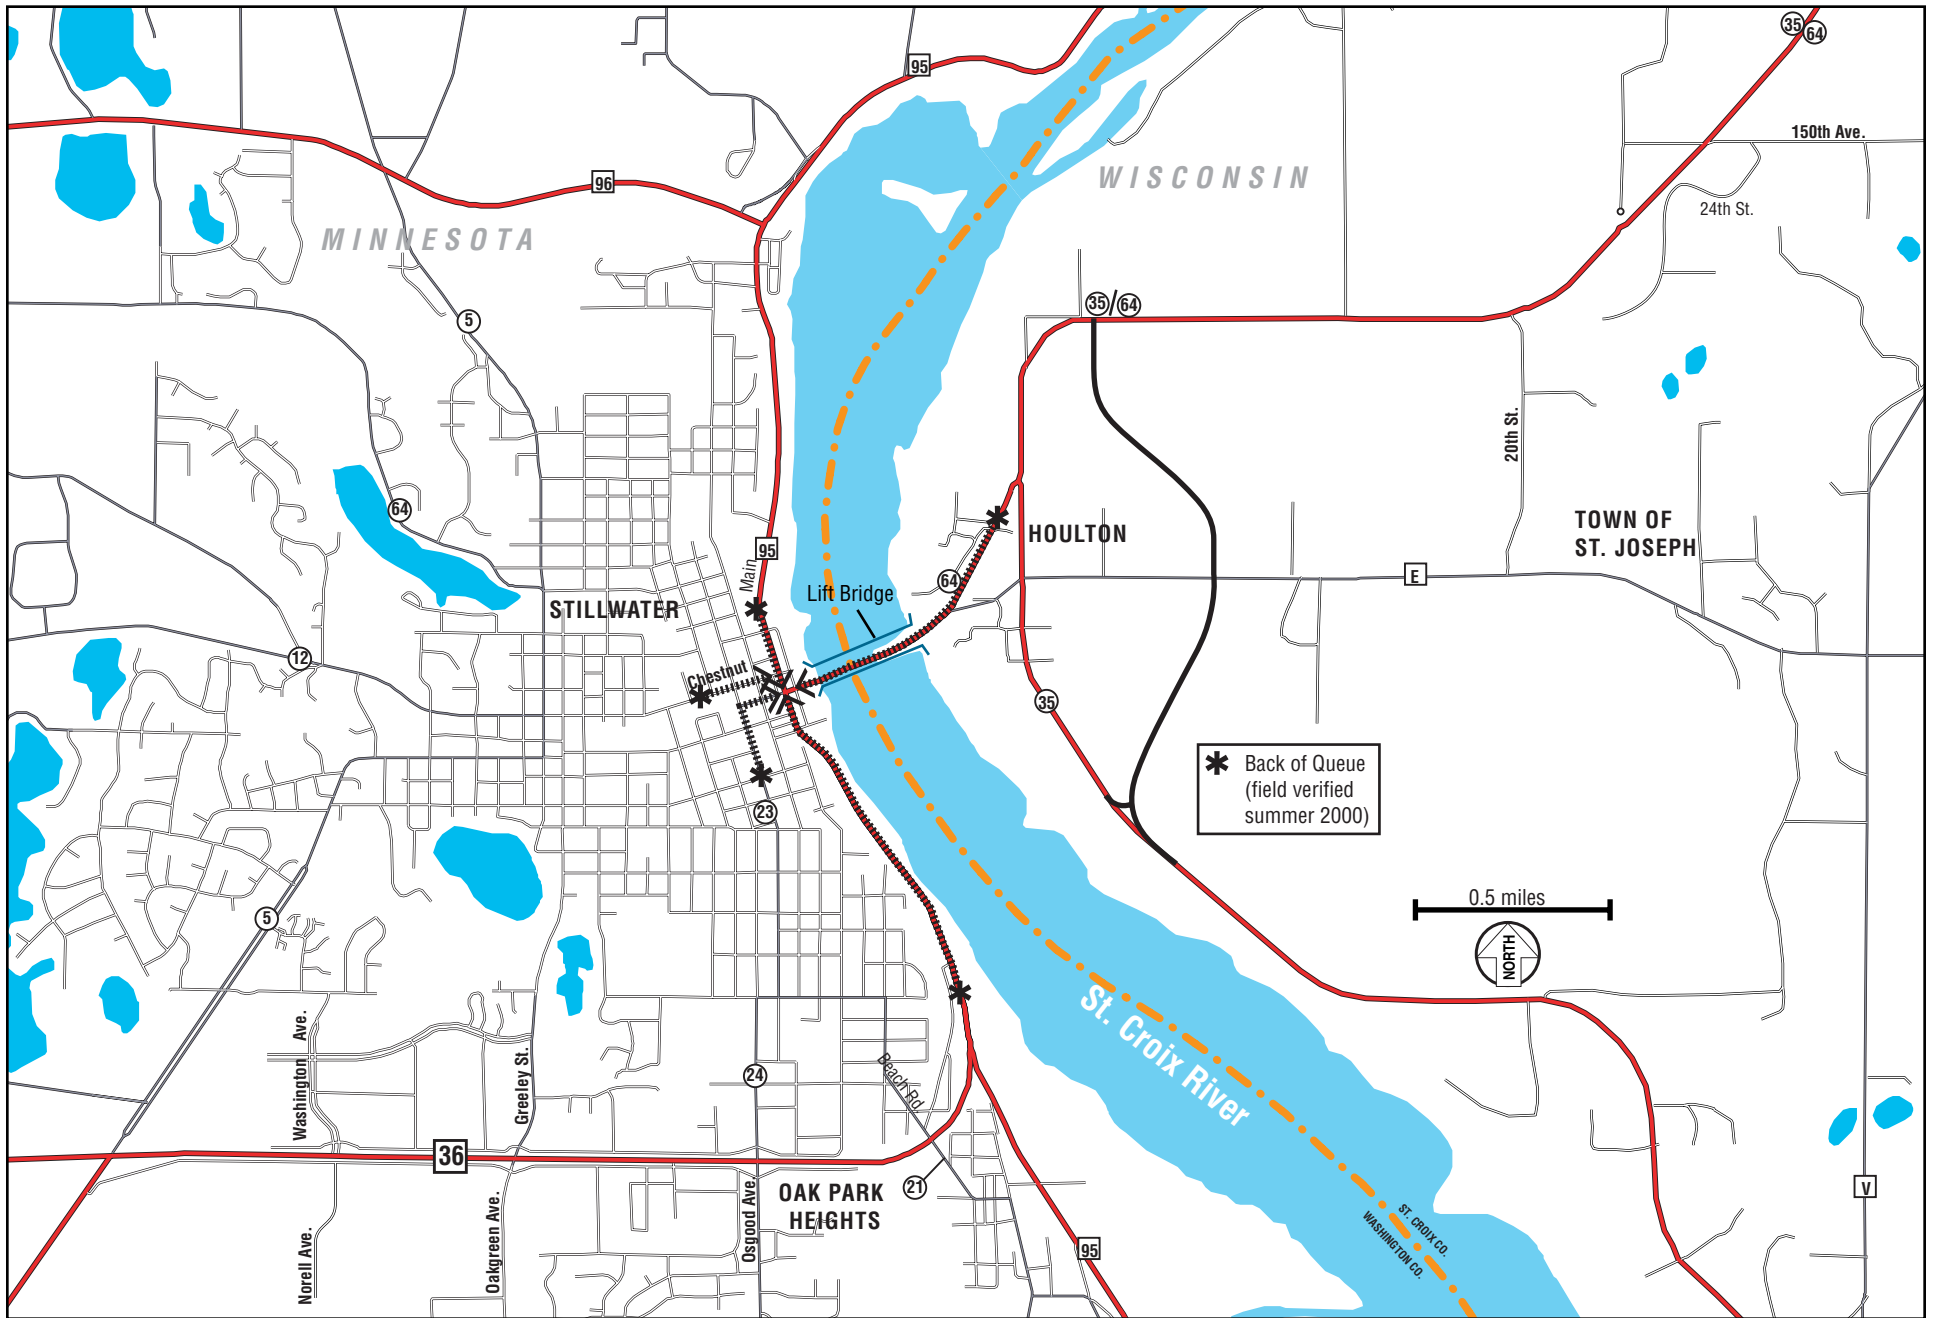 35
64
95
150th Ave.
96
WISCONSIN
24th St.
MINNESOTA
35/64
5
20th St.
64
TOWN OF
ST. JOSEPH
HOULTON
95
Main
64
E
Lift Bridge
STILLWATER
12
Chestnut
35
Back of Queue
(field verified
summer 2000)
23
0.5 miles
5
NORTH
St. Croix River
Washington Ave.
Greeley St.
24
Beach Rd.
36
OAK PARK
HEIGHTS
21
V
Norell Ave.
Oakgreen Ave.
Osgood Ave.
95
ST. CROIX CO.
WASHINGTON CO.